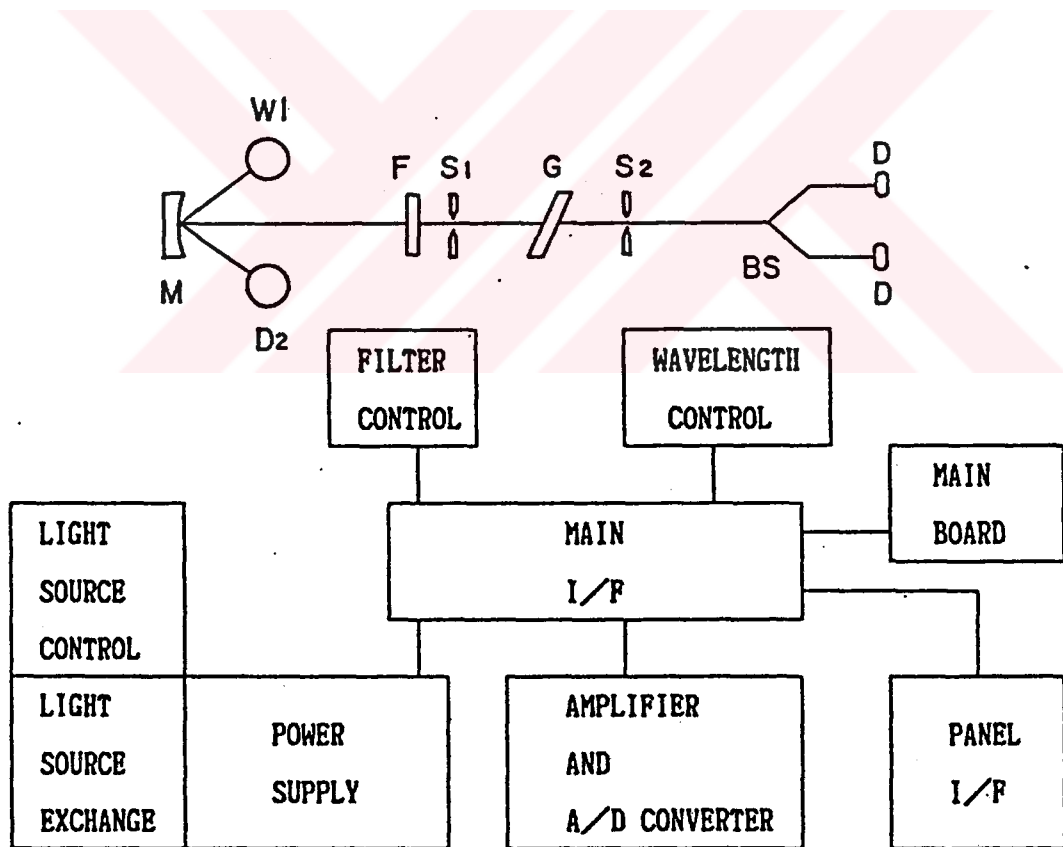 W1
F S1 G S2 D
M D2 BS D
FILTER
CONTROL
WAVELENGTH
CONTROL
MAIN
BOARD
LIGHT
SOURCE
CONTROL
MAIN
I/F
LIGHT
SOURCE
EXCHANGE
POWER
SUPPLY
AMPLIFIER
AND
A/D CONVERTER
PANEL
I/F